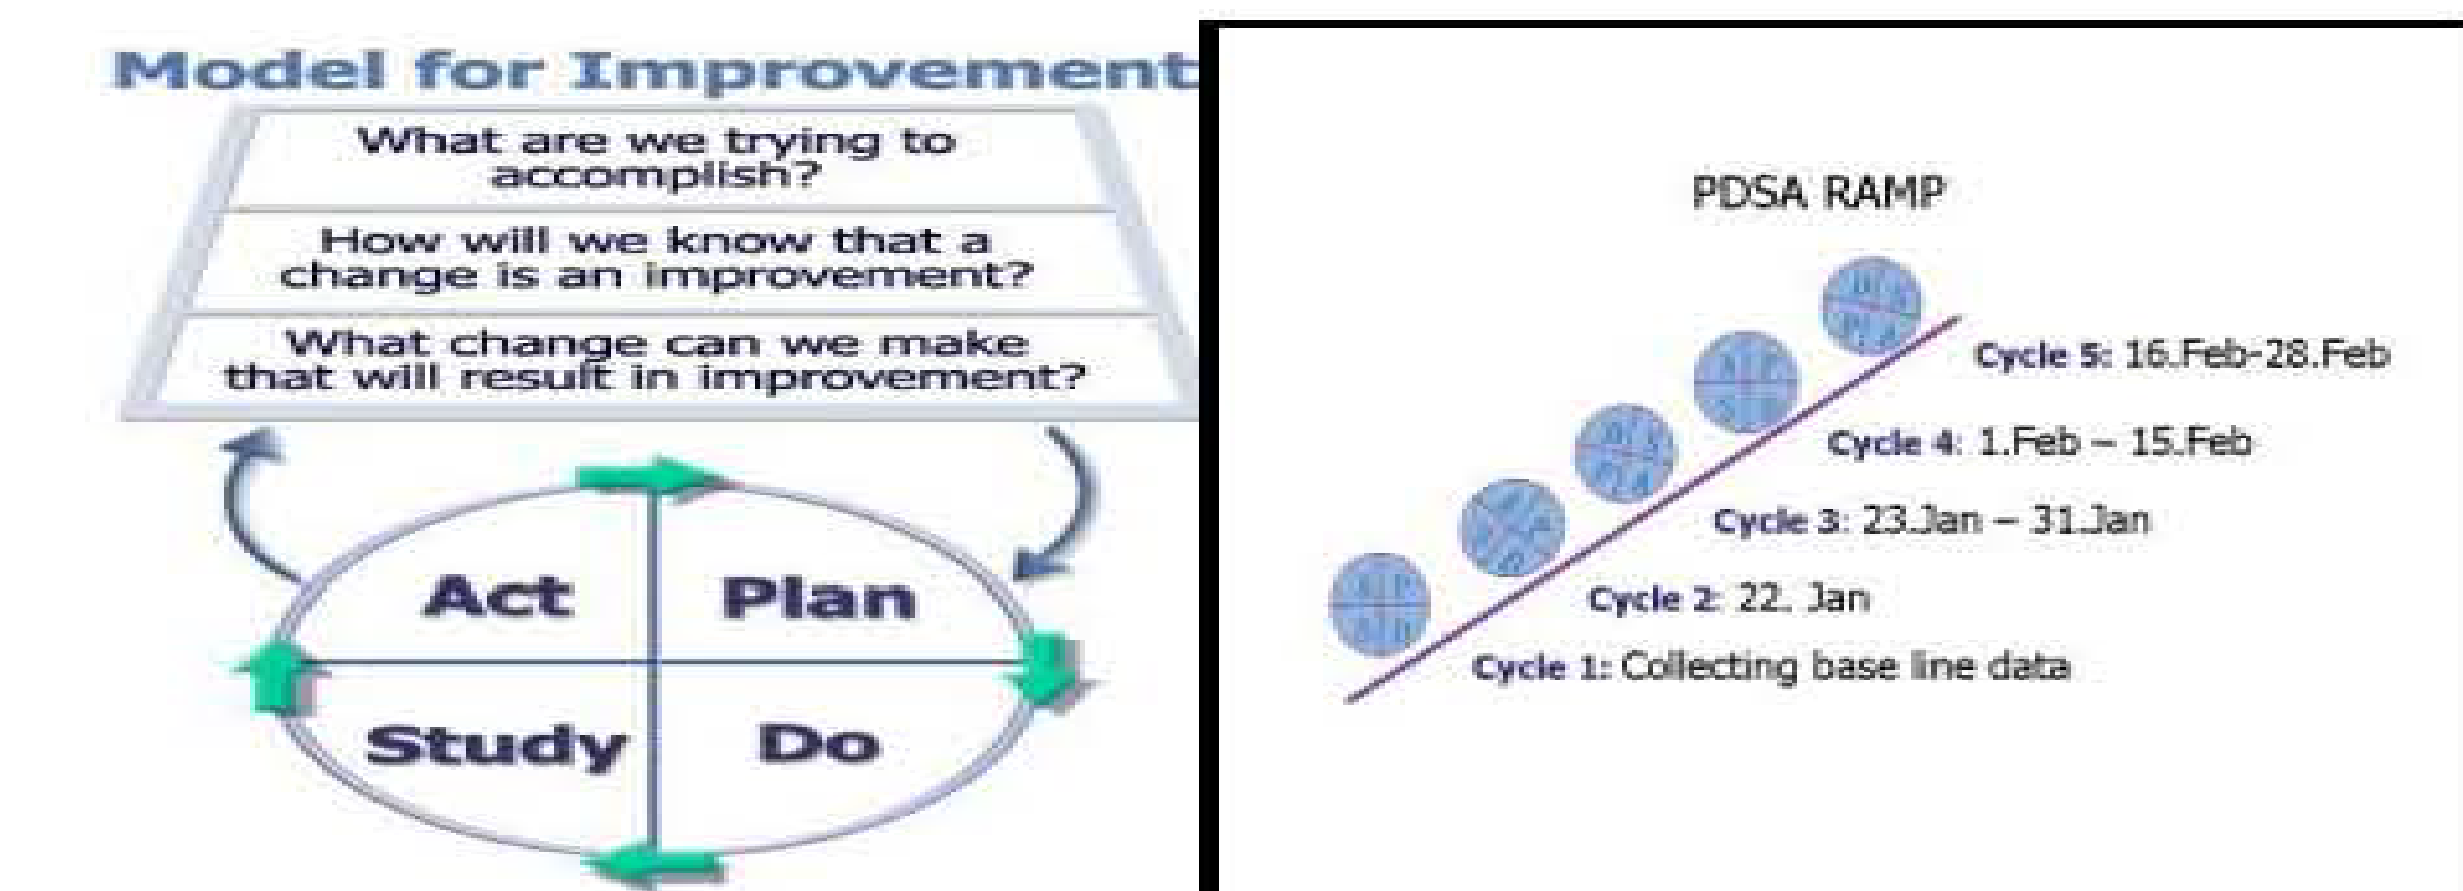 Model for Improvement
What are we trying to
accomplish?
How will we know that a
change is an improvement?
What change can we make
that will result in improvement?
Act
Plan
Study
Do
PDSA RAMP
Cycle 5: 16.Feb-28.Feb
Cycle 4: 1.Feb – 15.Feb
Cycle 3: 23.Jan – 31.Jan
Cycle 2: 22. Jan
Cycle 1: Collecting base line data